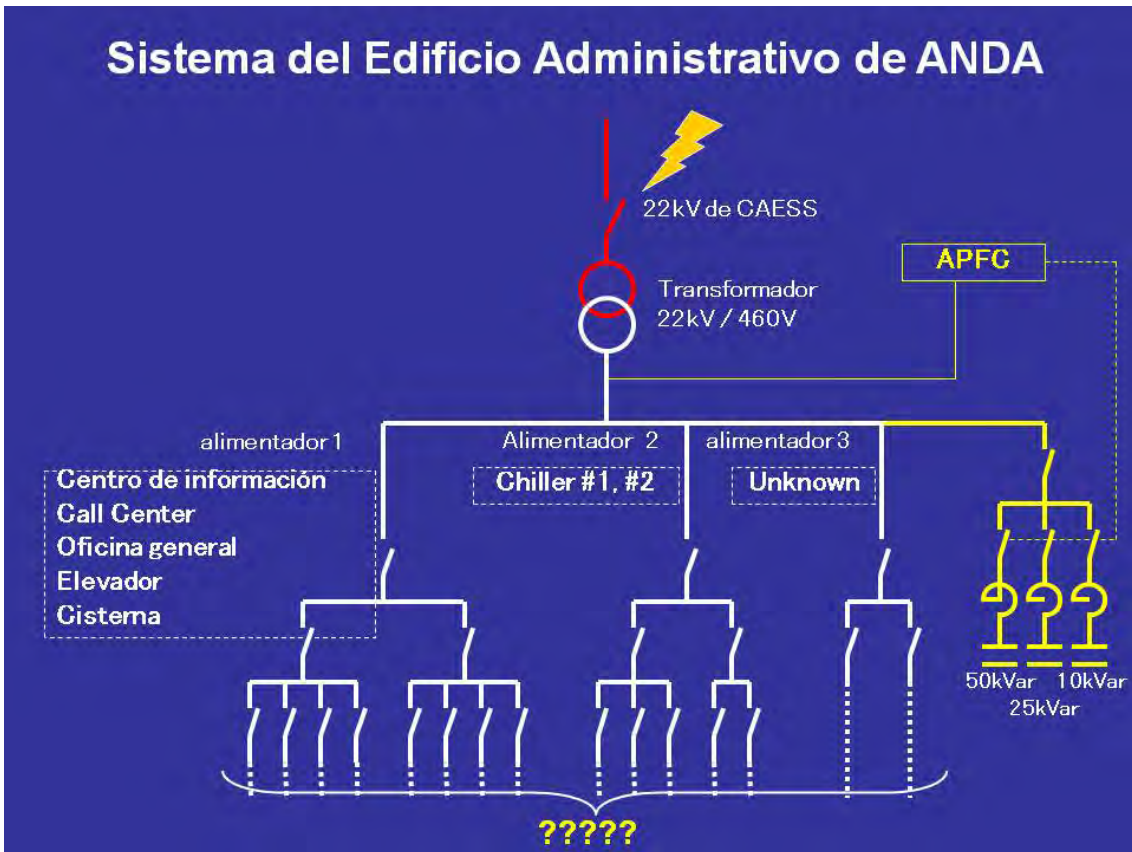 Sistema del Edificio Administrativo de ANDA
22kV de CAESS
APFC
Transformador
22kV / 460V
alimentador 1
Alimentador 2
alimentador 3
Centro de información
Call Center
Oficina general
Elevador
Cisterna
Chiller #1, #2
Unknown
50kVar
10kVar
25kVar
?????